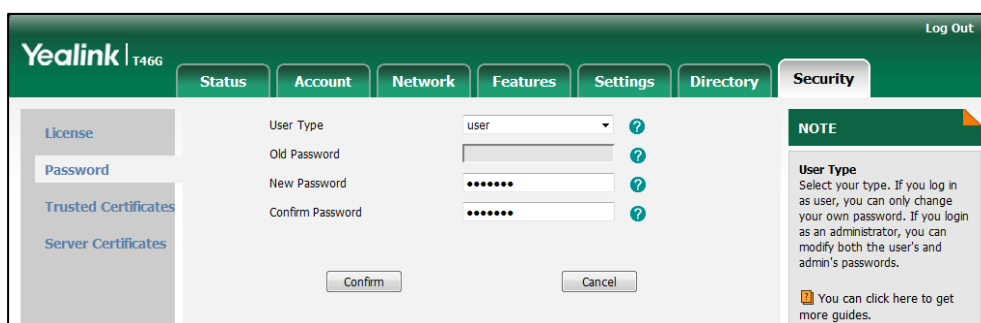 Log Out
Yealink | T46G
Status Account Network Features Settings Directory Security
License
Password
Trusted Certificates
Server Certificates
User Type user
Old Password
New Password •••••••
Confirm Password •••••••
Confirm Cancel
NOTE
User Type
Select your type. If you log in
as user, you can only change
your own password. If you login
as an administrator, you can
modify both the user's and
admin's passwords.
You can click here to get
more guides.